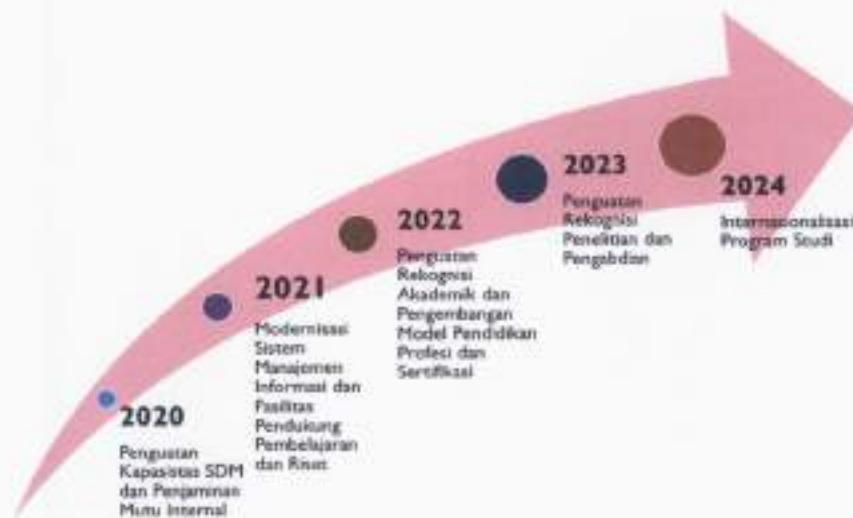 2020
Penguatan
Kapasistas SDM
dan Penjaminan
Mutu Internal
2021
Modernisasi
Sistem
Manajemen
Informasi dan
Fasilitas
Pendukung
Pembelajaran
dan Riset
2022
Penguatan
Rekognisi
Akademik dan
Pengembangan
Model Pendidikan
Profesi dan
Sertifikasi
2023
Penguatan
Rekognisi
Penelitian dan
Pengabdian
2024
Internationalisasi
Program Studi